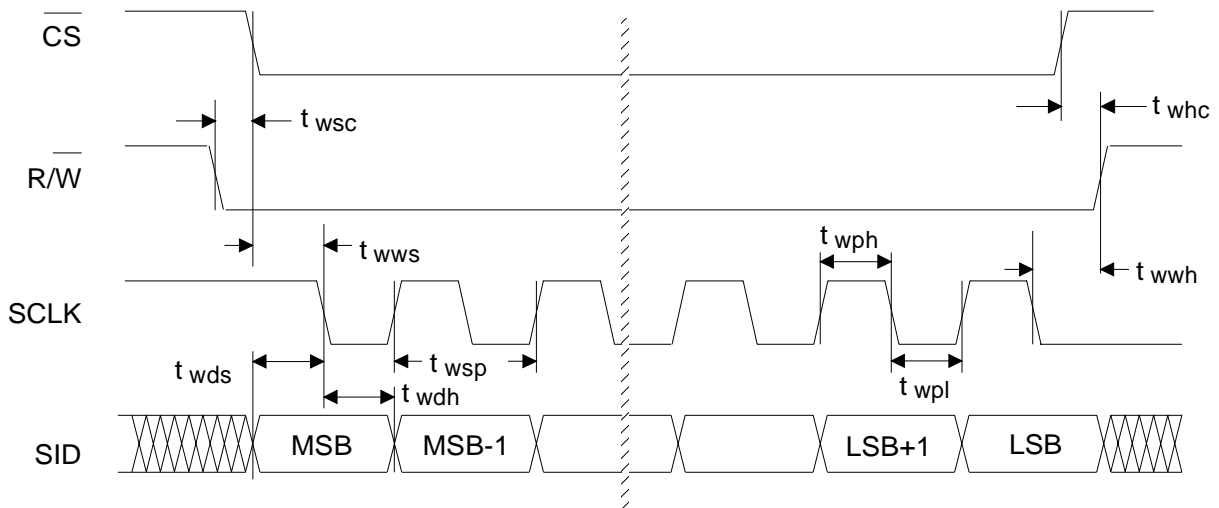 CS
t wsc
t whc
R/W
t wws
t wph
t wwh
SCLK
t wds
t wsp
t wdh
t wpl
SID
MSB
MSB-1
LSB+1
LSB